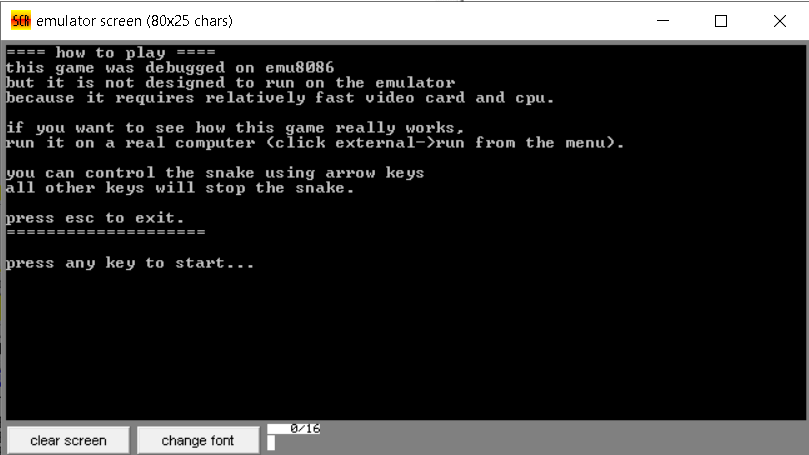 SCR emulator screen (80x25 chars)
==== how to play ====
this game was debugged on emu8086
but it is not designed to run on the emulator
because it requires relatively fast video card and cpu.
if you want to see how this game really works,
run it on a real computer (click external->run from the menu).
you can control the snake using arrow keys
all other keys will stop the snake.
press esc to exit.
====================
press any key to start...
clear screen change font 0/16